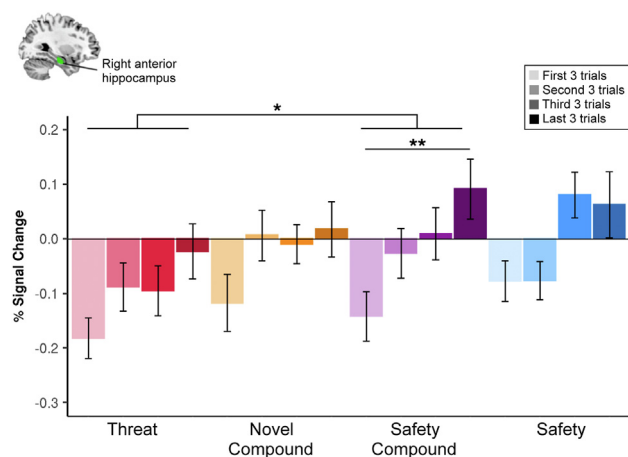 Right anterior
hippocampus
First 3 trials
Second 3 trials
Third 3 trials
Last 3 trials
*
**
% Signal Change
0.2
0.1
0.0
-0.1
-0.2
-0.3
Threat
Novel
Compound
Safety
Compound
Safety